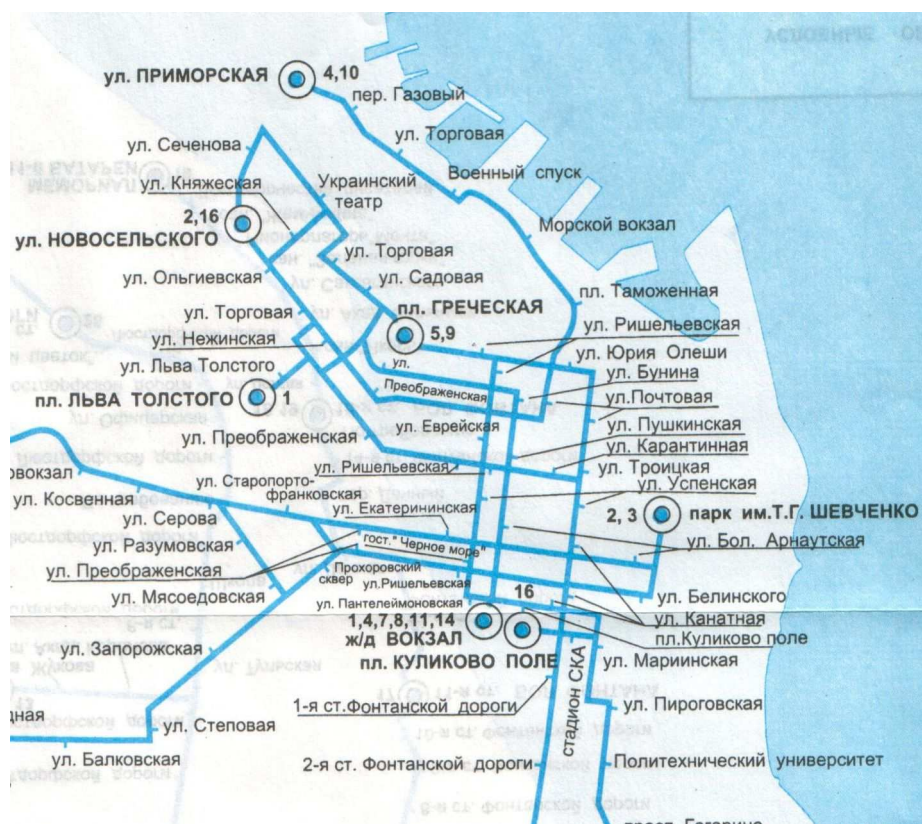 ул. ПРИМОРСКАЯ
4,10
пер. Газовый
ул. Торговая
ул. Сеченова
Военный спуск
ул. Княжеская
Украинский
театр
2,16
ул. НОВОСЕЛЬСКОГО
Морской вокзал
ул. Торговая
ул. Ольгиевская
ул. Садовая
пл. Таможенная
пл. ГРЕЧЕСКАЯ
5,9
ул. Торговая
ул. Ришельевская
ул. Нежинская
ул. Юрия Олеши
ул. Льва Толстого
ул.
Преображенская
ул. Бунина
пл. ЛЬВА ТОЛСТОГО
1
ул.Почтовая
ул. Еврейская
ул. Пушкинская
ул. Преображенская
ул. Карантинная
ул. Ришельевская
ул. Троицкая
овокзал
ул. Старопорто-
франковская
ул. Успенская
ул. Косвенная
ул. Екатерининская
2, 3
парк им.Т.Г. ШЕВЧЕНКО
ул. Серова
ул. Разумовская
гост." Черное море"
ул. Бол. Арнаутская
ул. Преображенская
Прохоровский
сквер
ул.Ришельевская
16
ул. Мясоедовская
ул. Пантелеймоновская
ул. Белинского
1,4,7,8,11,14
ж/д ВОКЗАЛ
ул. Канатная
пл.Куликово поле
ул. Запорожская
пл. КУЛИКОВО ПОЛЕ
ул. Мариинская
1-я ст.Фонтанской дороги
стадион СКА
ул. Пироговская
дная
ул. Степовая
ул. Балковская
2-я ст. Фонтанской дороги
Политехнический университет